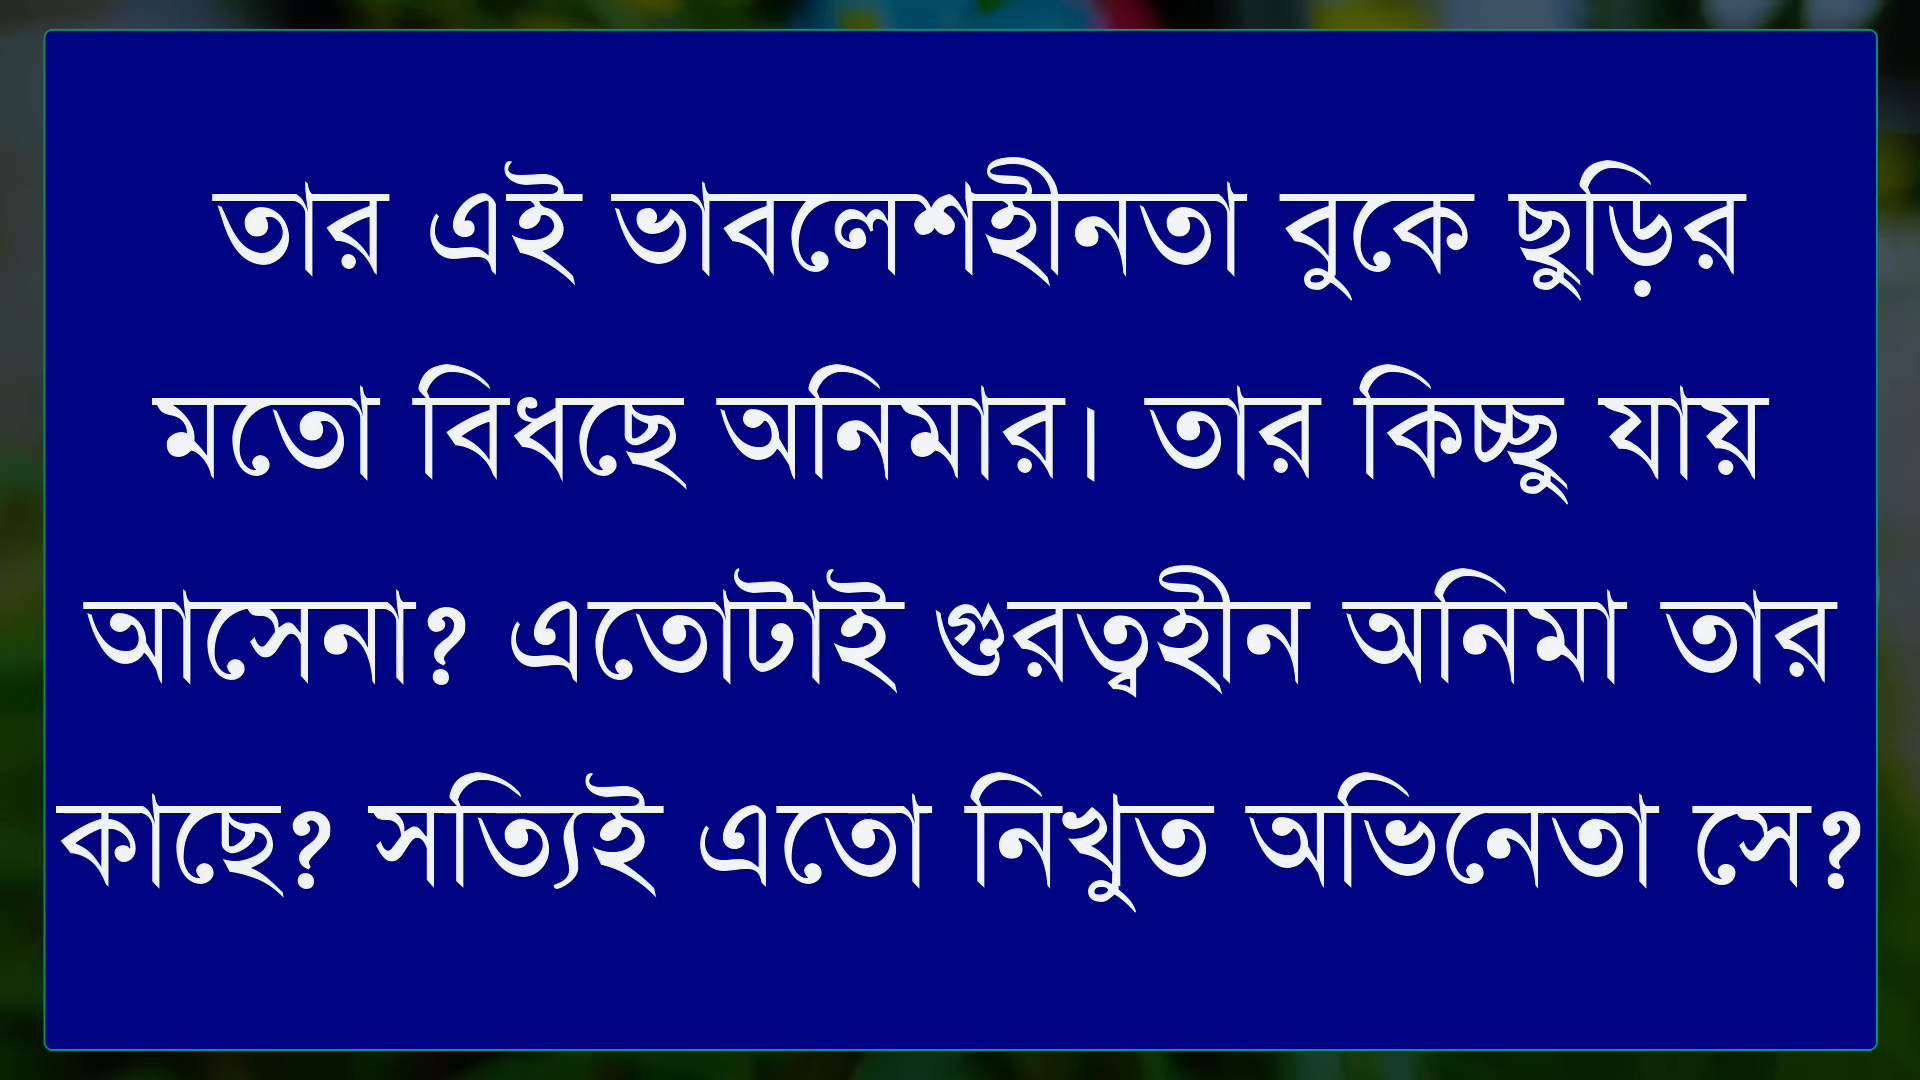 তার এই ভাবলেশহীনতা বুকে ছুড়ির
মতো বিধছে অনিমার। তার কিচ্ছু যায়
আসেনা? এতোটাই গুরত্বহীন অনিমা তার
কাছে? সত্যিই এতো নিখুত অভিনেতা সে?